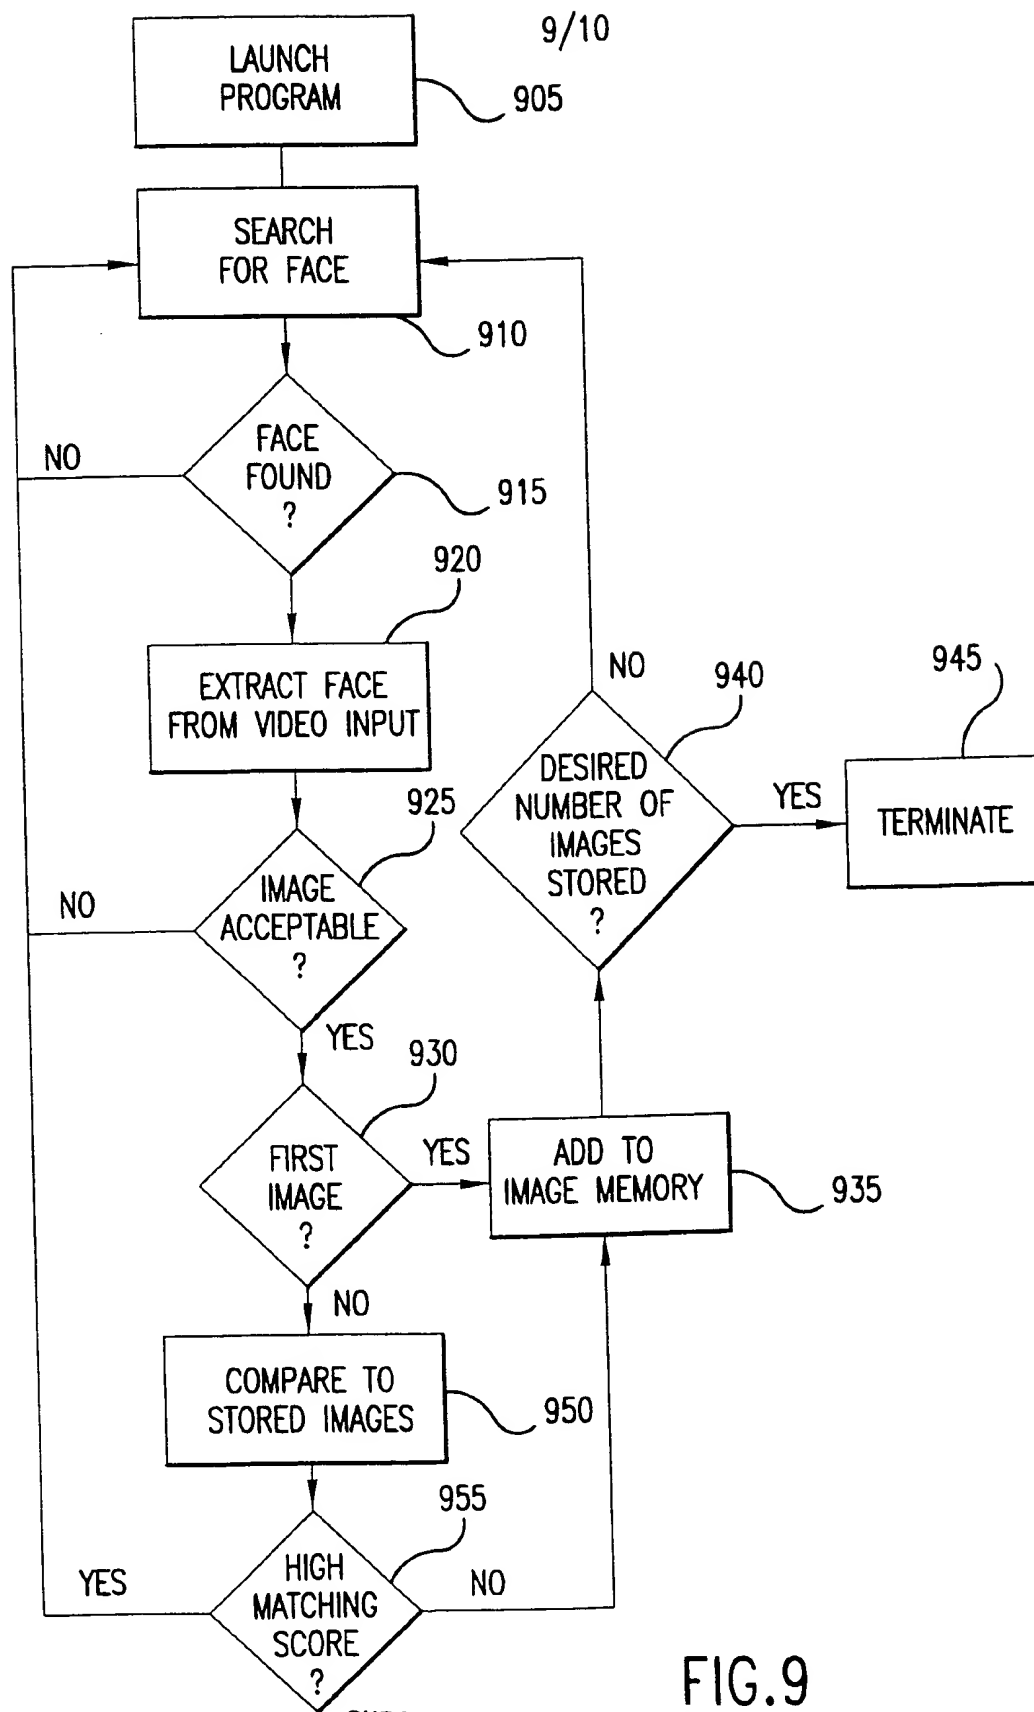 9/10
LAUNCH
PROGRAM
905
SEARCH
FOR FACE
910
FACE
FOUND
?
NO
915
920
EXTRACT FACE
FROM VIDEO INPUT
925
IMAGE
ACCEPTABLE
?
NO
YES
930
FIRST
IMAGE
?
YES
NO
ADD TO
IMAGE MEMORY
935
NO
940
DESIRED
NUMBER OF
IMAGES
STORED
?
YES
945
TERMINATE
COMPARE TO
STORED IMAGES
950
955
HIGH
MATCHING
SCORE
?
YES
NO
FIG.9